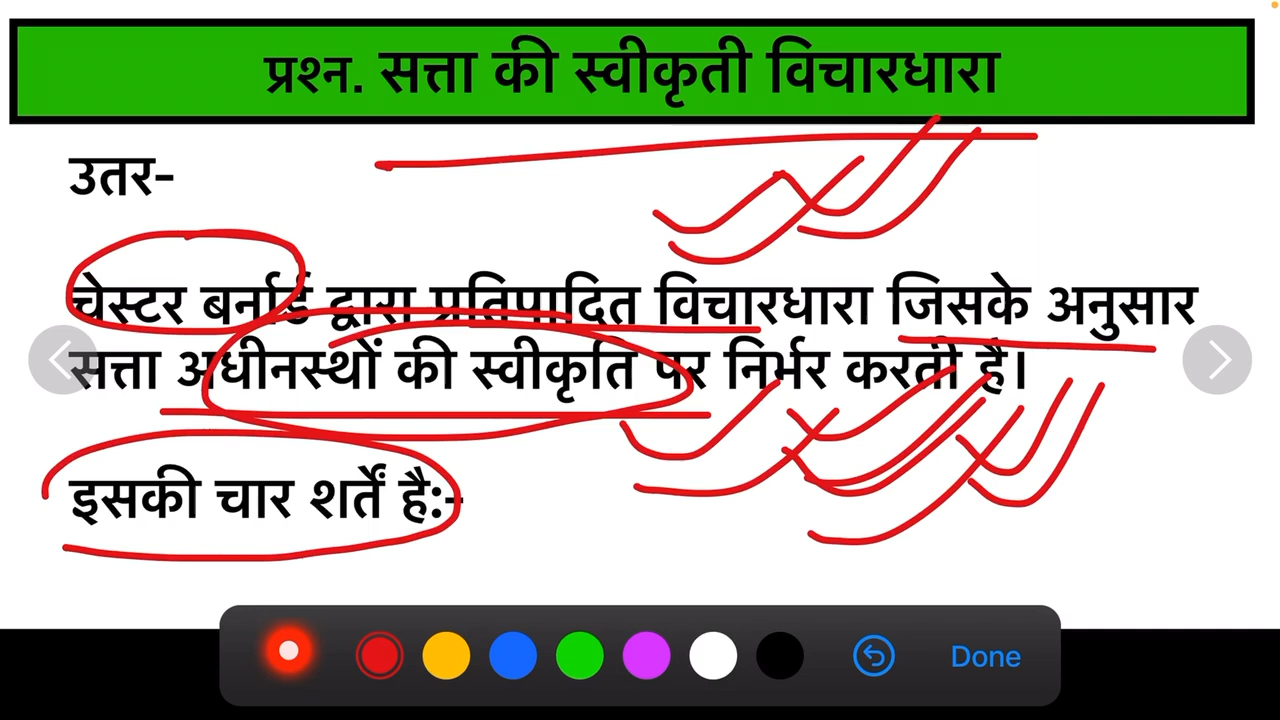 प्रश्न. सत्ता की स्वीकृती विचारधारा
उतर-
चेस्टर बर्नार्ड द्वारा प्रतिपादित विचारधारा जिसके अनुसार
सत्ता अधीनस्थों की स्वीकृति पर निर्भर करती है।
इसकी चार शर्तें है:-
Done